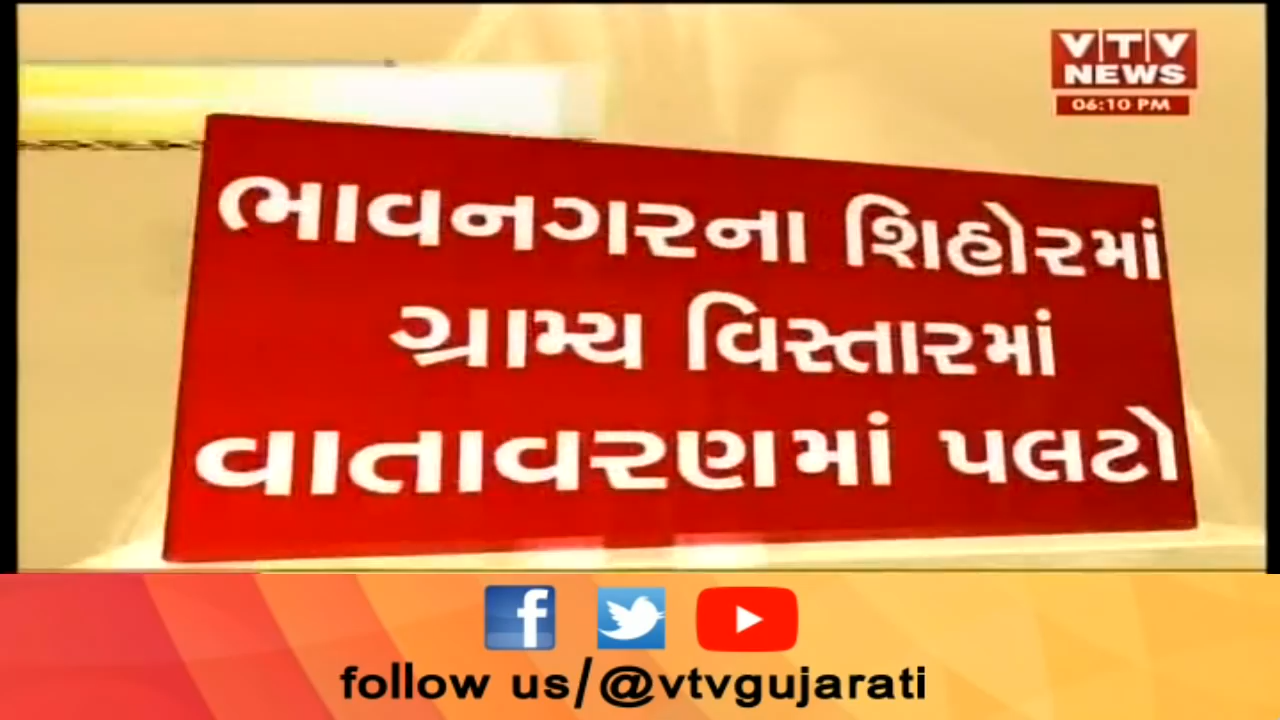 VTV
NEWS
06:10 PM
ભાવનગરના શિહોરમાં
ગ્રામ્ય વિસ્તારમાં
વાતાવરણમાં પલટો
follow us/@vtvgujarati